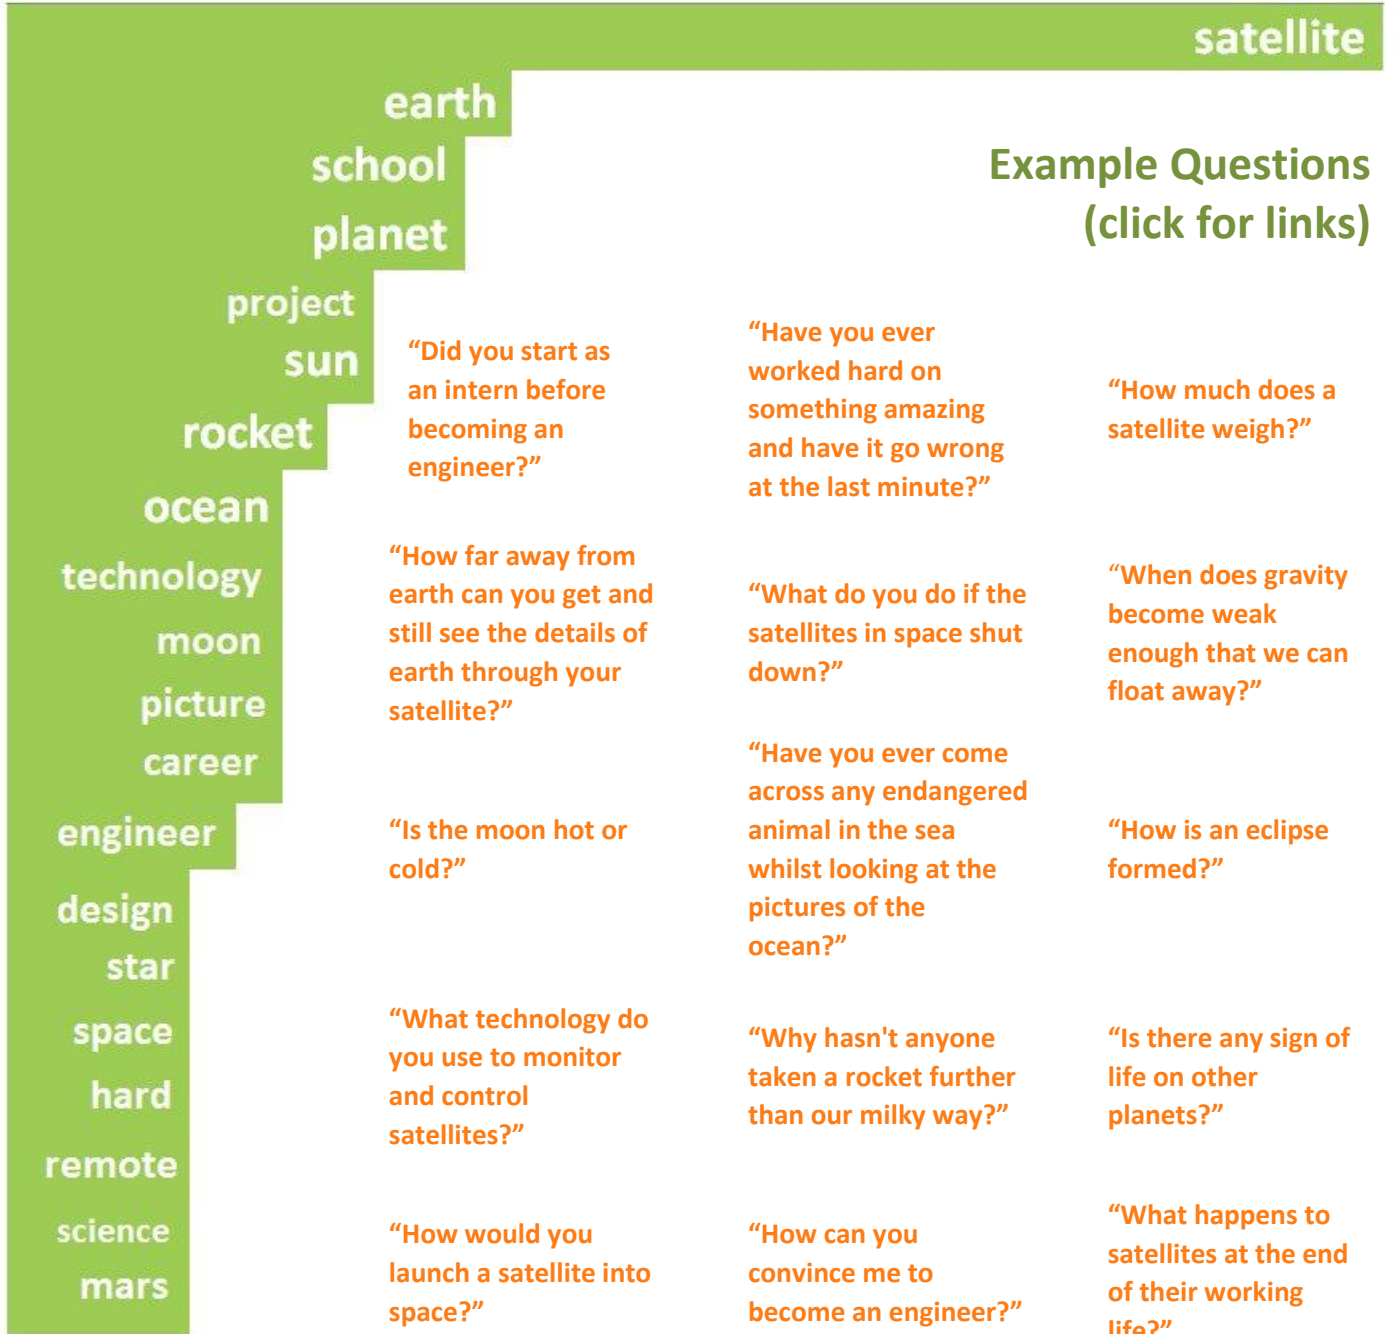 satellite
earth
school
planet
project
sun
rocket
ocean
technology
moon
picture
career
engineer
design
star
space
hard
remote
science
mars
Example Questions
(click for links)
“Did you start as
an intern before
becoming an
engineer?”
“Have you ever
worked hard on
something amazing
and have it go wrong
at the last minute?”
“How much does a
satellite weigh?”
“How far away from
earth can you get and
still see the details of
earth through your
satellite?”
“What do you do if the
satellites in space shut
down?”
“When does gravity
become weak
enough that we can
float away?”
“Is the moon hot or
cold?”
“Have you ever come
across any endangered
animal in the sea
whilst looking at the
pictures of the
ocean?”
“How is an eclipse
formed?”
“What technology do
you use to monitor
and control
satellites?”
“Why hasn't anyone
taken a rocket further
than our milky way?”
“Is there any sign of
life on other
planets?”
“How would you
launch a satellite into
space?”
“How can you
convince me to
become an engineer?”
“What happens to
satellites at the end
of their working
life?”